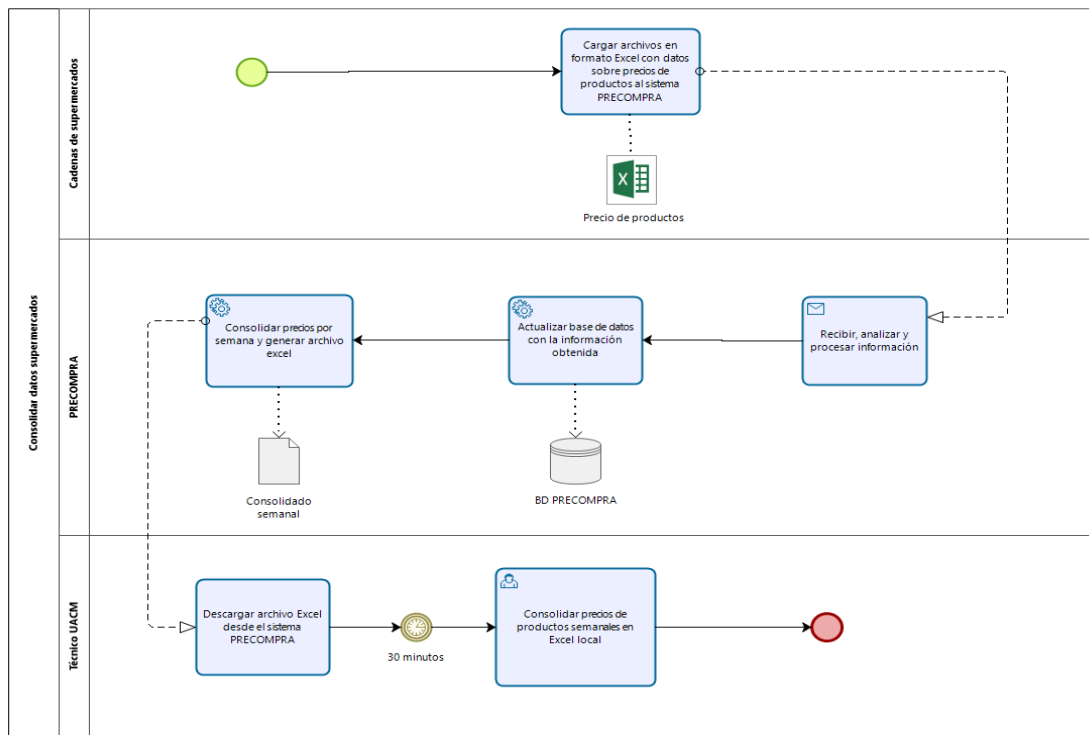 Consolidar datos supermercados
Cadenas de supermercados
Cargar archivos en
formato Excel con datos
sobre precios de
productos al sistema
PRECOMPRA
X
Precio de productos
PRECOMPRA
Consolidar precios por
semana y generar archivo
excel
Actualizar base de datos
con la información
obtenida
Recibir, analizar y
procesar información
Consolidado
semanal
BD PRECOMPRA
Técnico UACM
Descargar archivo Excel
desde el sistema
PRECOMPRA
30 minutos
Consolidar precios de
productos semanales en
Excel local